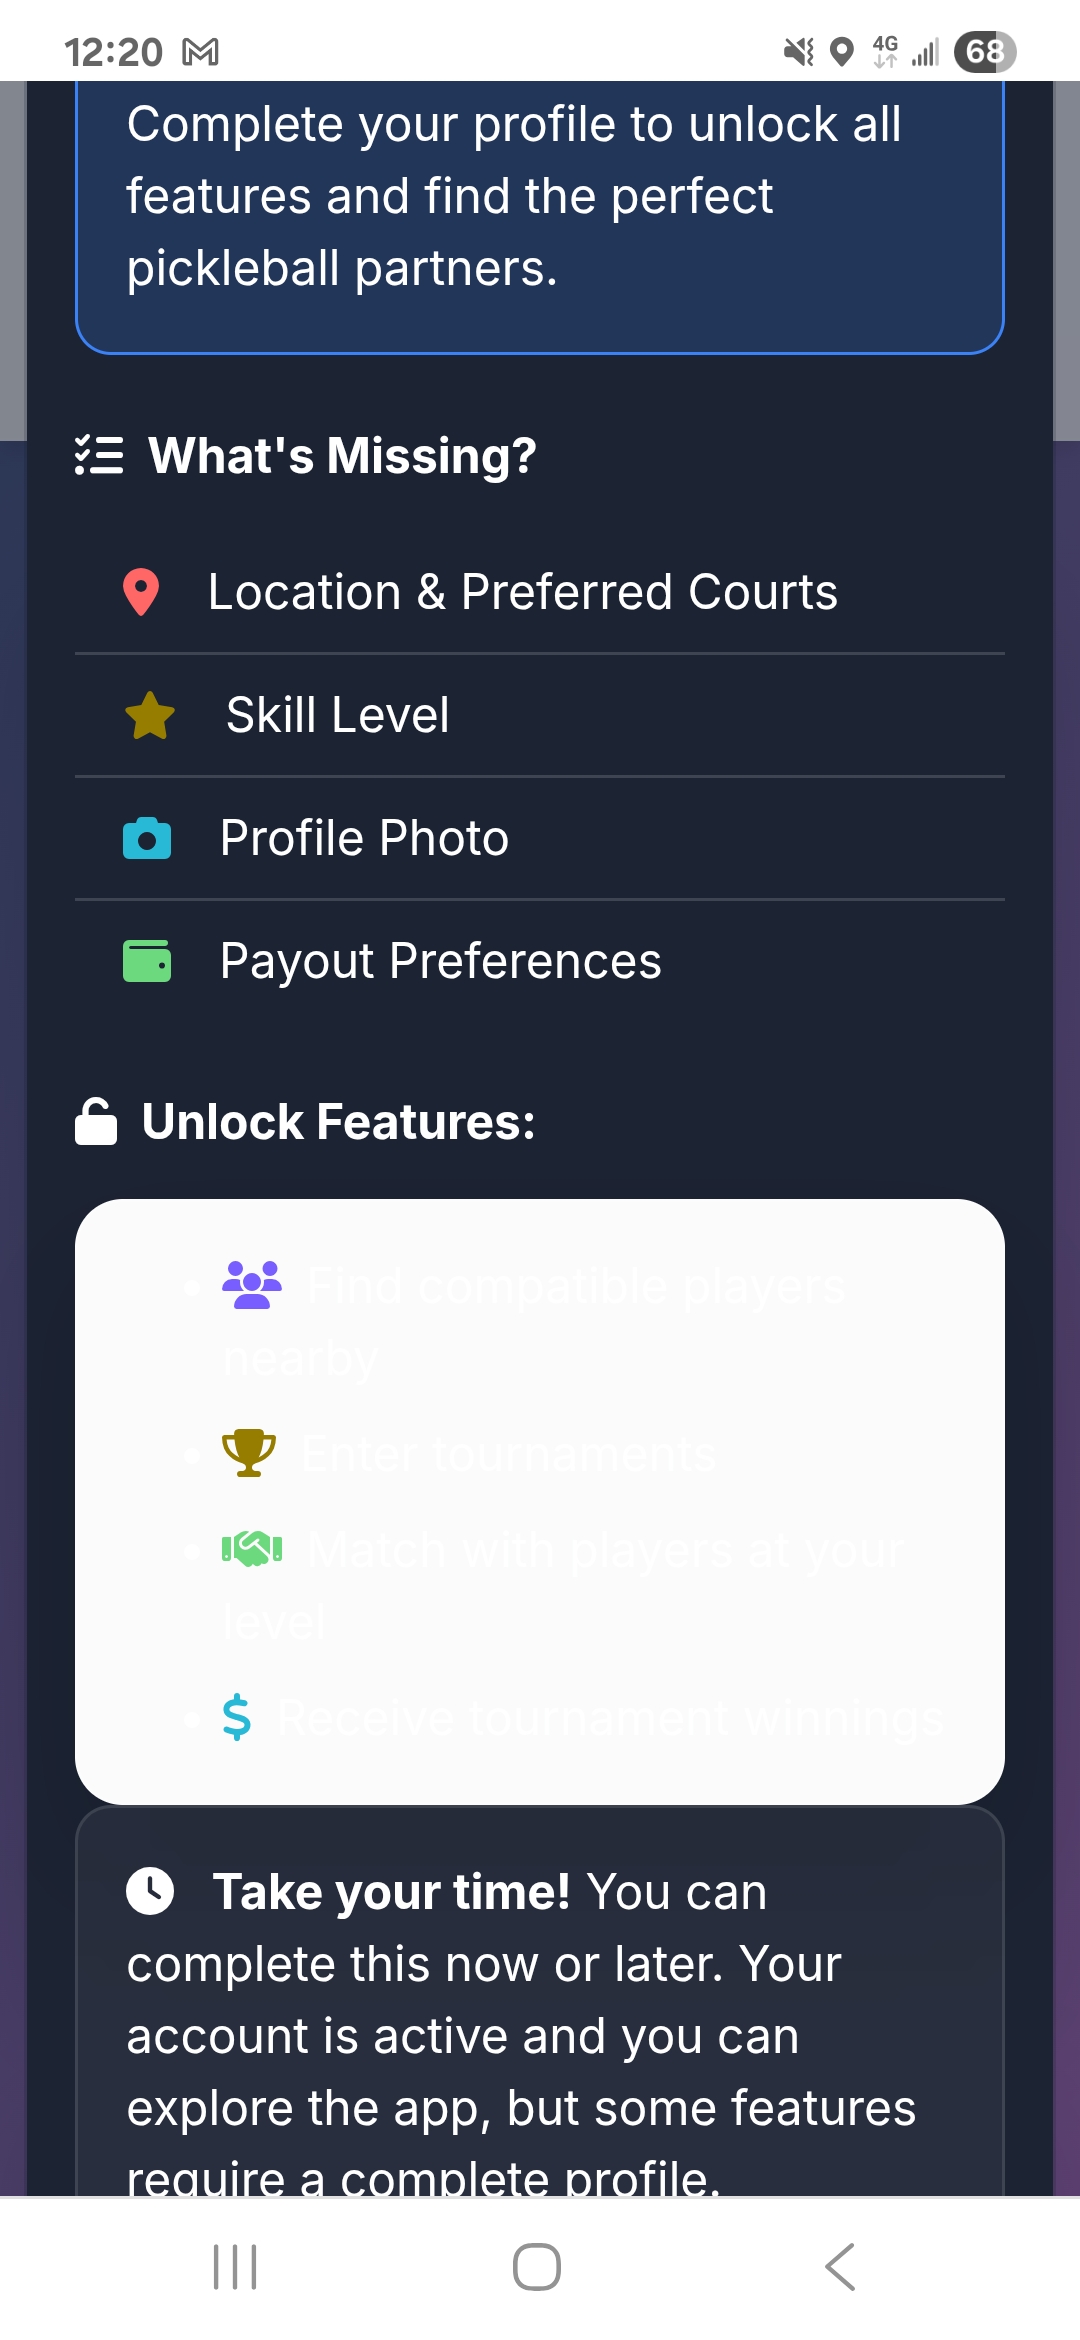 12:20
4G
68
Complete your profile to unlock all
features and find the perfect
pickleball partners.
What's Missing?
Location & Preferred Courts
Skill Level
Profile Photo
Payout Preferences
Unlock Features:
Find compatible players
nearby
Enter tournaments
Match with players at your
level
Receive tournament winnings
Take your time! You can
complete this now or later. Your
account is active and you can
explore the app, but some features
require a complete profile.